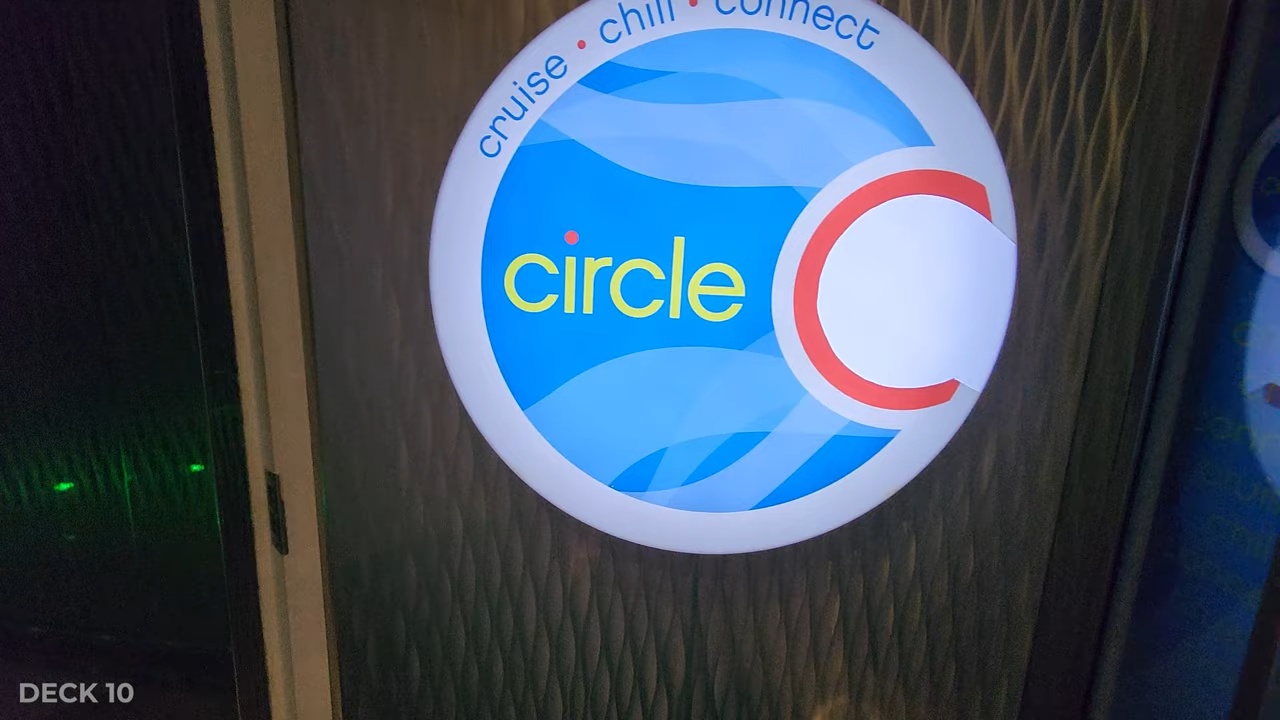 cruise • chill • connect
circle C
DECK 10